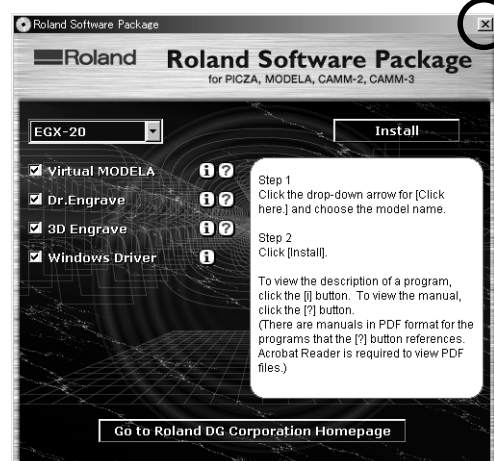 Roland Software Package
Roland
Roland Software Package
for PICZA, MODELA, CAMM-2, CAMM-3
EGX-20
Install
Virtual MODELA
Dr.Engrave
3D Engrave
Windows Driver
Step 1
Click the drop-down arrow for [Click
here.] and choose the model name.
Step 2
Click [Install].
To view the description of a program,
click the [i] button. To view the manual,
click the [?] button.
(There are manuals in PDF format for the
programs that the [?] button references.
Acrobat Reader is required to view PDF
files.)
Go to Roland DG Corporation Homepage